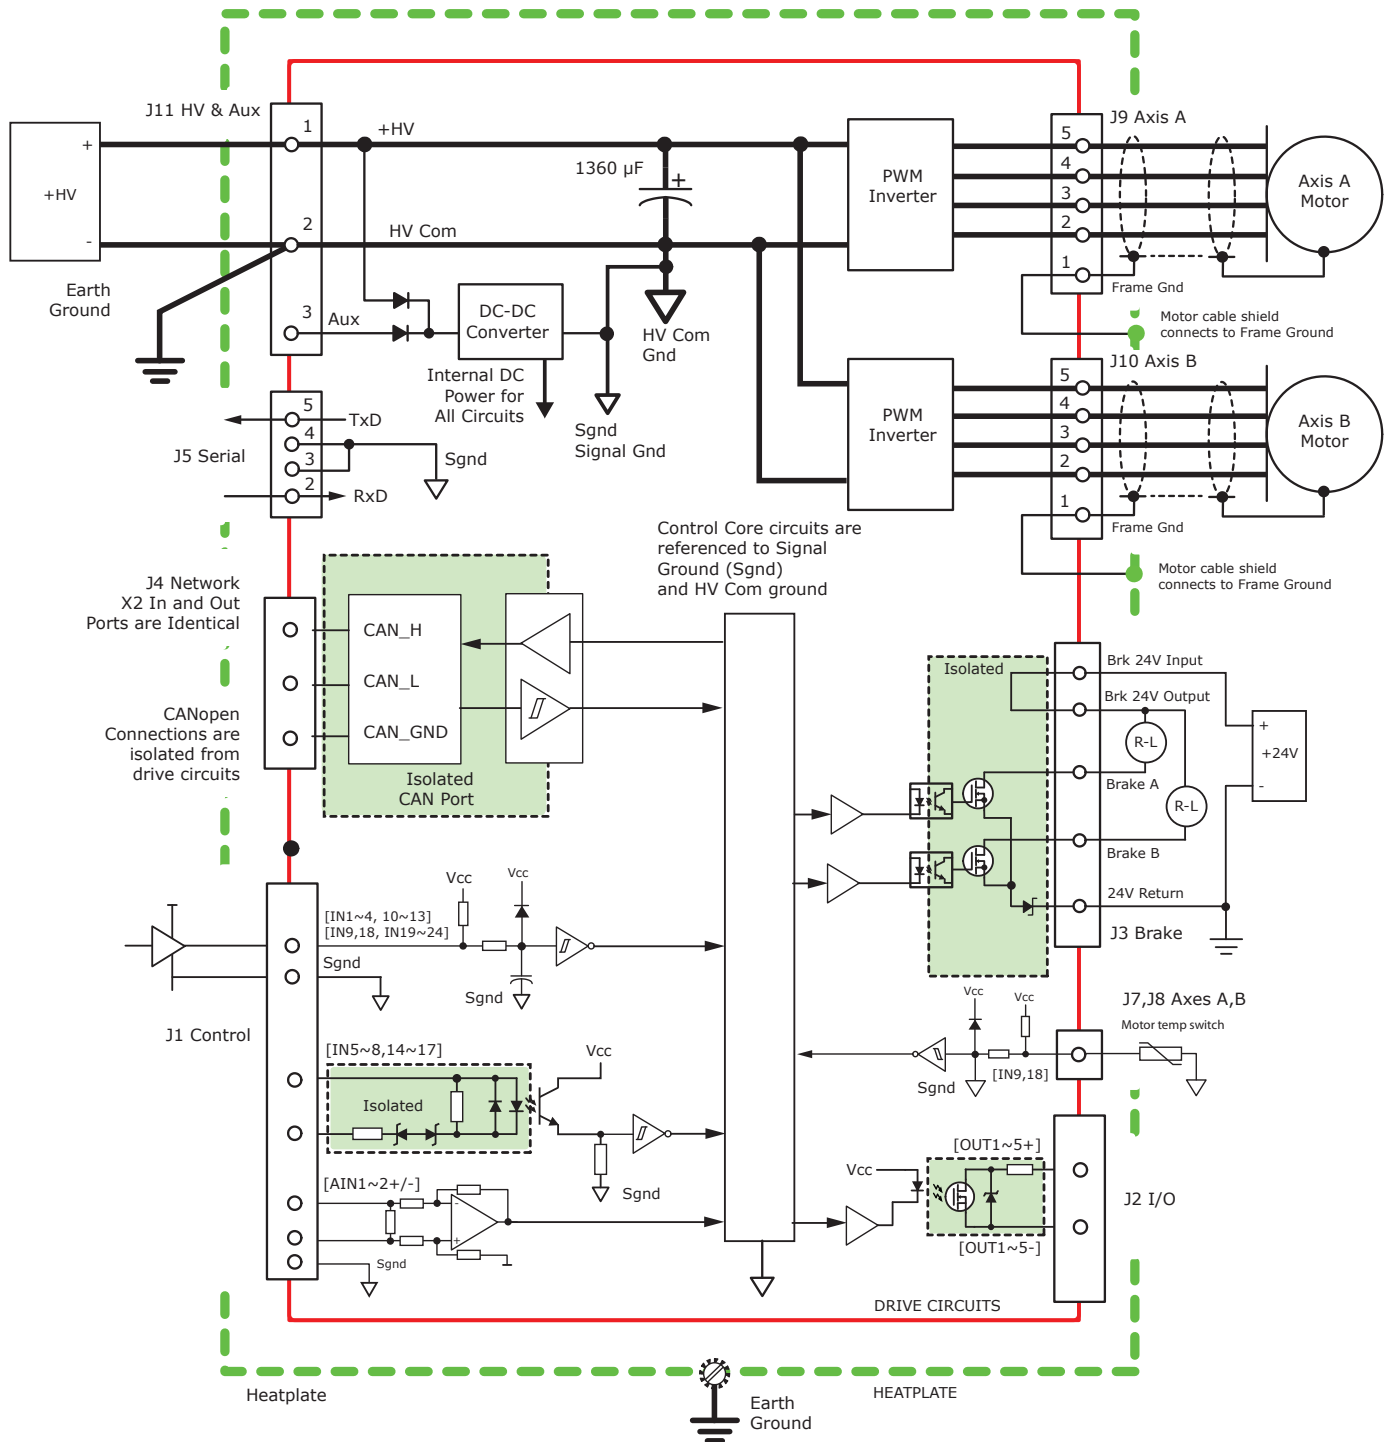 J11 HV & Aux
1
+HV
+
+HV
-
2
HV Com
1360 µF
+
Earth
Ground
3
Aux
DC-DC
Converter
HV Com
Gnd
Internal DC
Power for
All Circuits
Sgnd
Signal Gnd
PWM
Inverter
J9 Axis A
5
4
3
2
1
Frame Gnd
Axis A
Motor
Motor cable shield
connects to Frame Ground
PWM
Inverter
J10 Axis B
5
4
3
2
1
Frame Gnd
Axis B
Motor
Motor cable shield
connects to Frame Ground
J5 Serial
5
TxD
4
3
Sgnd
2
RxD
Control Core circuits are
referenced to Signal
Ground (Sgnd)
and HV Com ground
J4 Network
X2 In and Out
Ports are Identical
CANopen
Connections are
isolated from
drive circuits
CAN_H
CAN_L
CAN_GND
Isolated
CAN Port
Isolated
Brk 24V Input
Brk 24V Output
R-L
Brake A
R-L
Brake B
24V Return
+
+24V
-
J3 Brake
Vcc
Vcc
[IN1~4, 10~13]
[IN9,18, IN19~24]
Sgnd
Sgnd
J1 Control
[IN5~8,14~17]
Vcc
Isolated
Sgnd
[AIN1~2+/-]
-
+
Sgnd
Vcc
Vcc
J7,J8 Axes A,B
Motor temp switch
Sgnd
[IN9,18]
[OUT1~5+]
Vcc
J2 I/O
[OUT1~5-]
DRIVE CIRCUITS
Heatplate
HEATPLATE
Earth
Ground